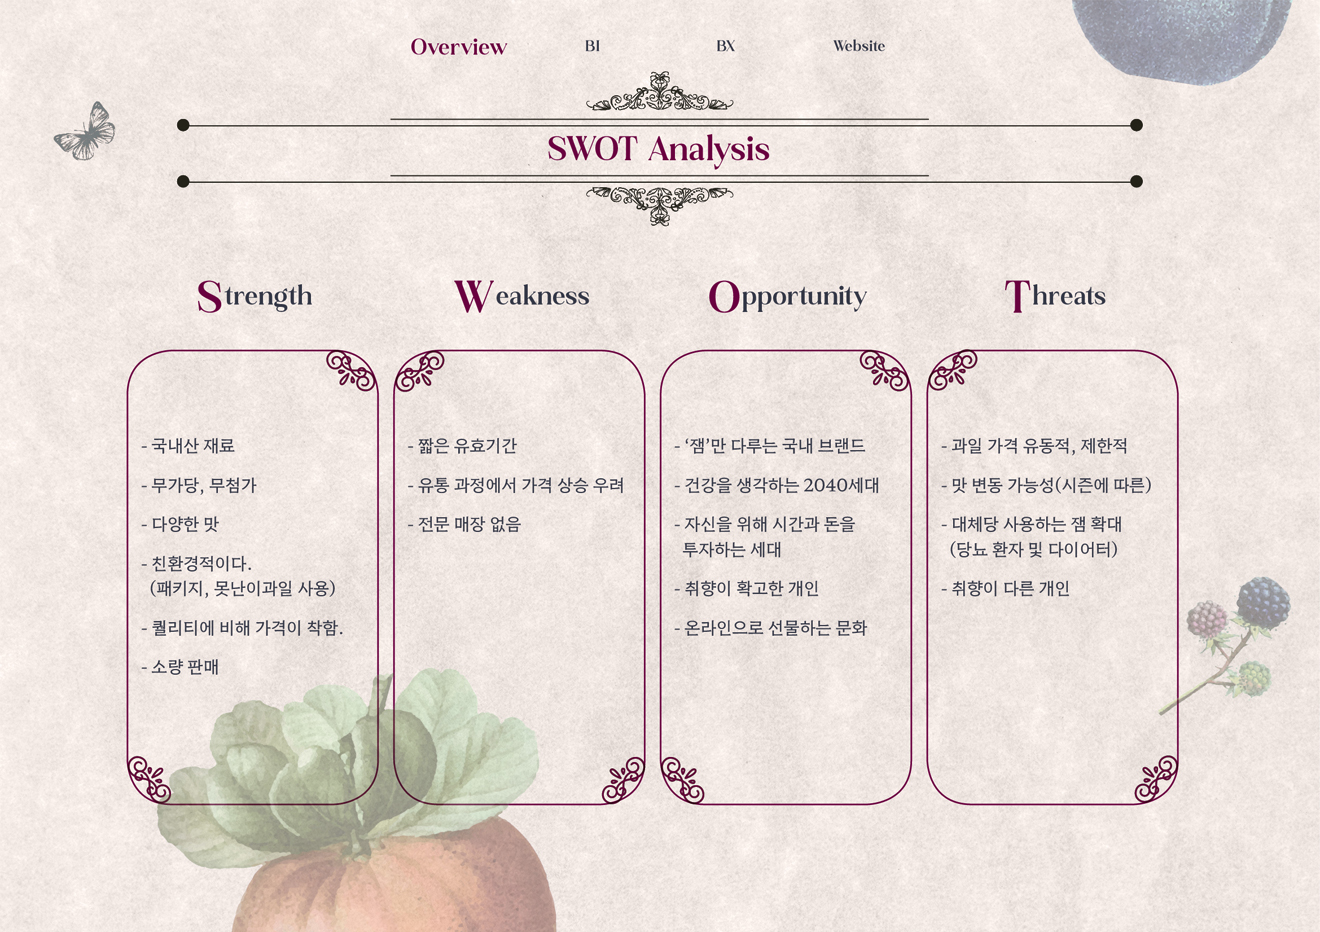 Overview BI BX Website
SWOT Analysis
Strength
- 국내산 재료
- 무가당, 무첨가
- 다양한 맛
- 친환경적이다.
(패키지, 못난이과일 사용)
- 퀄리티에 비해 가격이 착함.
- 소량 판매
Weakness
- 짧은 유효기간
- 유통 과정에서 가격 상승 우려
- 전문 매장 없음
Opportunity
- ‘잼’만 다루는 국내 브랜드
- 건강을 생각하는 2040세대
- 자신을 위해 시간과 돈을
투자하는 세대
- 취향이 확고한 개인
- 온라인으로 선물하는 문화
Threats
- 과일 가격 유동적, 제한적
- 맛 변동 가능성(시즌에 따른)
- 대체당 사용하는 잼 확대
(당뇨 환자 및 다이어터)
- 취향이 다른 개인